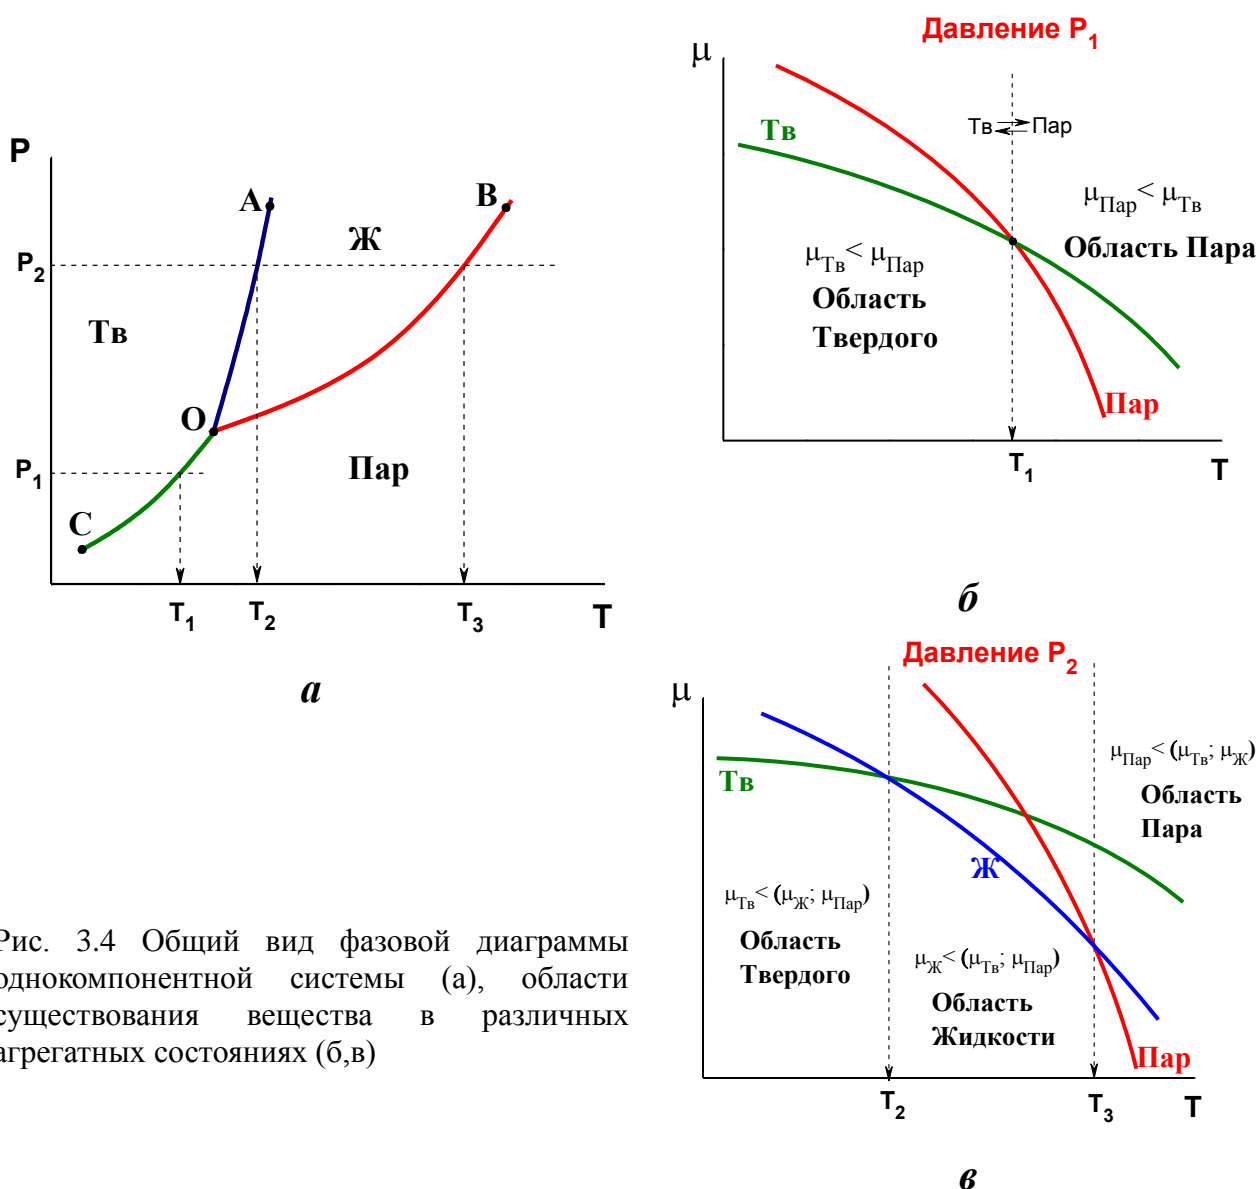 P
A
B
Ж
P2
Тв
O
P1
Пар
C
T1
T2
T3
T
а
Давление P1
μ
Тв
Тв
Пар
μПар< μТв
Область Пара
μТв< μПар
Область
Твердого
Пар
T1
T
б
Давление P2
μ
μПар< (μТв; μЖ)
Область
Пара
Тв
Ж
μТв< (μЖ; μПар)
Область
Твердого
μЖ< (μТв; μПар)
Область
Жидкости
Пар
T2
T3
T
в
Рис. 3.4 Общий вид фазовой диаграммы
однокомпонентной системы (а), области
существования вещества в различных
агрегатных состояниях (б,в)